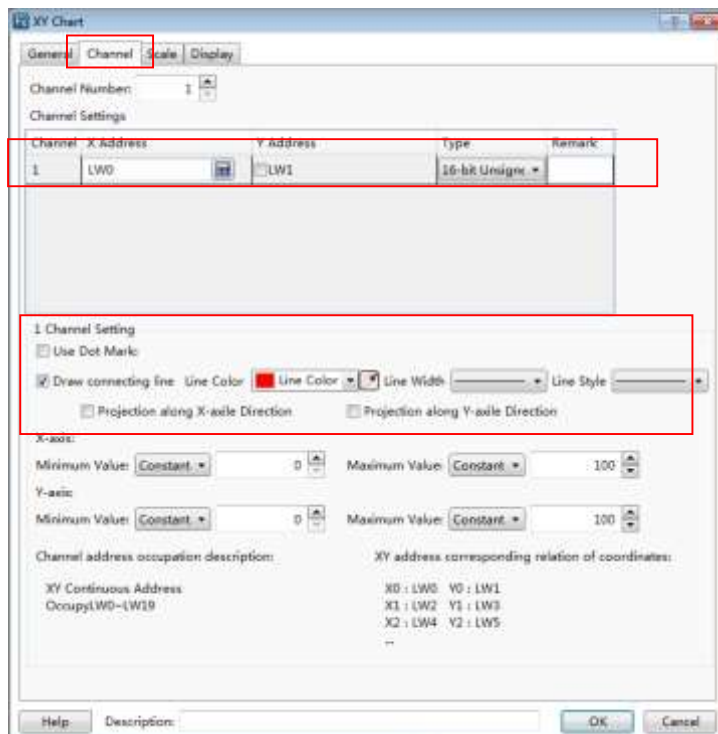 XY Chart
General Channel Scale Display
Channel Number: 1
Channel Settings
Channel X Address Y Address Type Remark
1 LW0 LW1 16-bit Unsigne
1 Channel Setting
Use Dot Mark:
Draw connecting line Line Color Line Color Line Width Line Style
Projection along X-axile Direction Projection along Y-axile Direction
X-axis:
Minimum Value: Constant 0 Maximum Value: Constant 100
Y-axis:
Minimum Value: Constant 0 Maximum Value: Constant 100
Channel address occupation description: XY address corresponding relation of coordinates:
XY Continuous Address X0 : LW0 Y0 : LW1
OccupyLW0~LW19 X1 : LW2 Y1 : LW3
X2 : LW4 Y2 : LW5
...
Help Description: OK Cancel